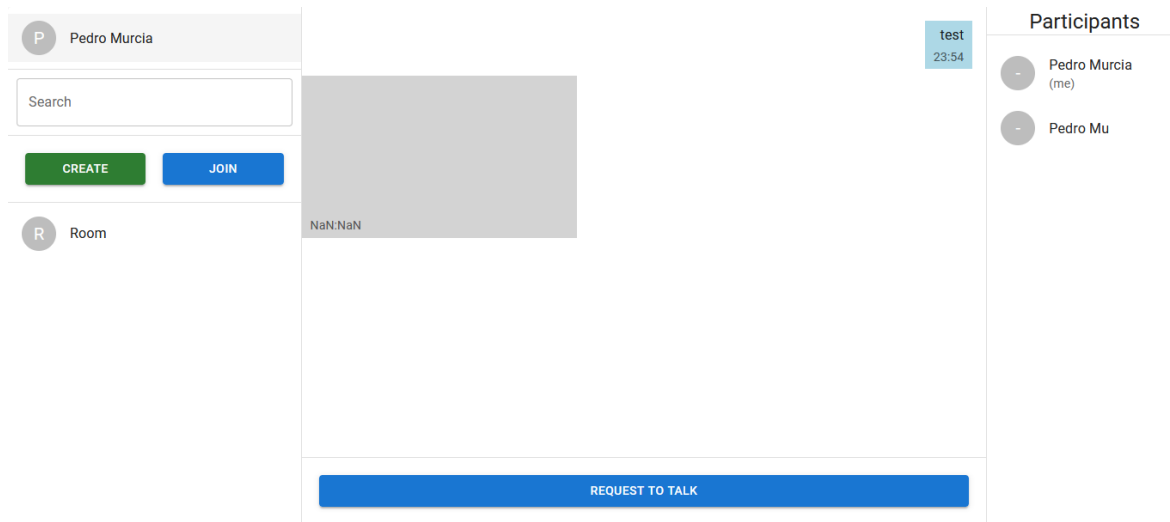 P
Pedro Murcia
Search
CREATE
JOIN
R
Room
test
23:54
NaN:NaN
REQUEST TO TALK
Participants
-
Pedro Murcia
(me)
-
Pedro Mu